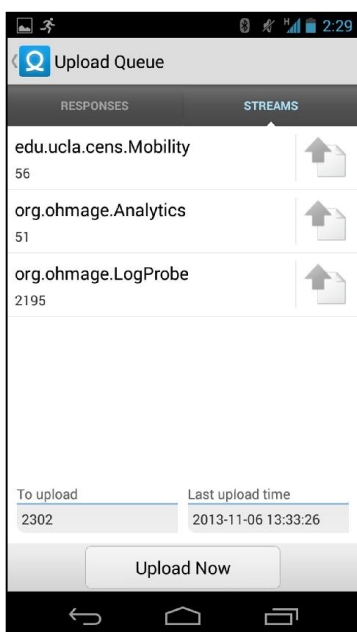 H 2:29
Upload Queue
RESPONSES STREAMS
edu.ucla.cens.Mobility
56
org.ohmage.Analytics
51
org.ohmage.LogProbe
2195
To upload Last upload time
2302 2013-11-06 13:33:26
Upload Now